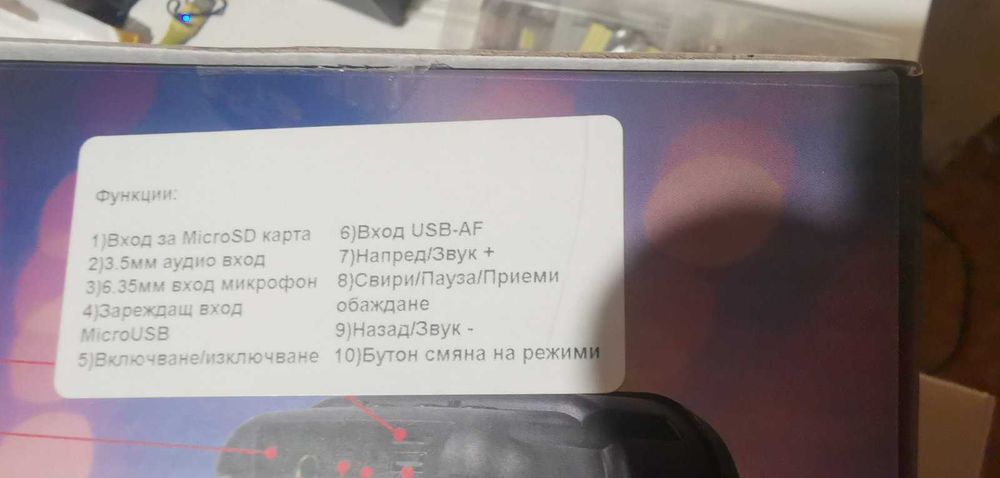 Функции:
1)Вход за MicroSD карта
2)3.5мм аудио вход
3)6.35мм вход микрофон
4)Зареждащ вход
MicroUSB
5)Включване/изключване
6)Вход USB-AF
7)Напред/Звук +
8)Свири/Пауза/Приеми
обаждане
9)Назад/Звук -
10)Бутон смяна на режими